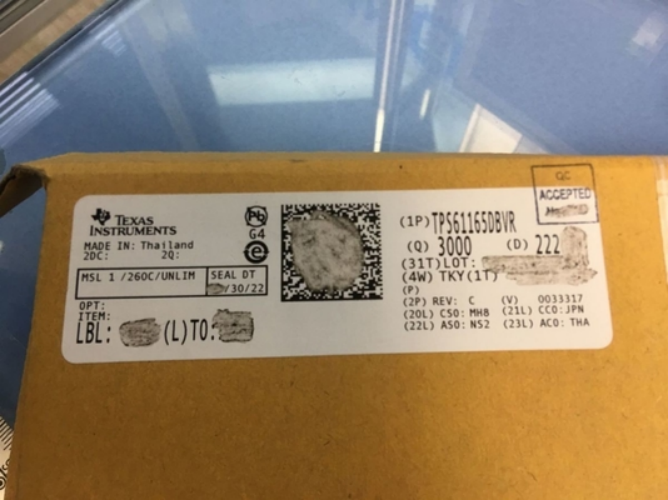 TEXAS
INSTRUMENTS
MADE IN: Thailand
2DC: 2Q:
MSL 1 /260C/UNLIM
SEAL DT
/30/22
OPT:
ITEM:
LBL: (L)TO:
Pb
G4
e
(1P) TPS61165DBVR
(Q) 3000 (D) 222
(31T) LOT:
(4W) TKY(1T)
(P)
(2P) REV: C (V) 0033317
(20L) CSO: MH8 (21L) CCO: JPN
(22L) ASO: NS2 (23L) ACO: THA
QC
ACCEPTED